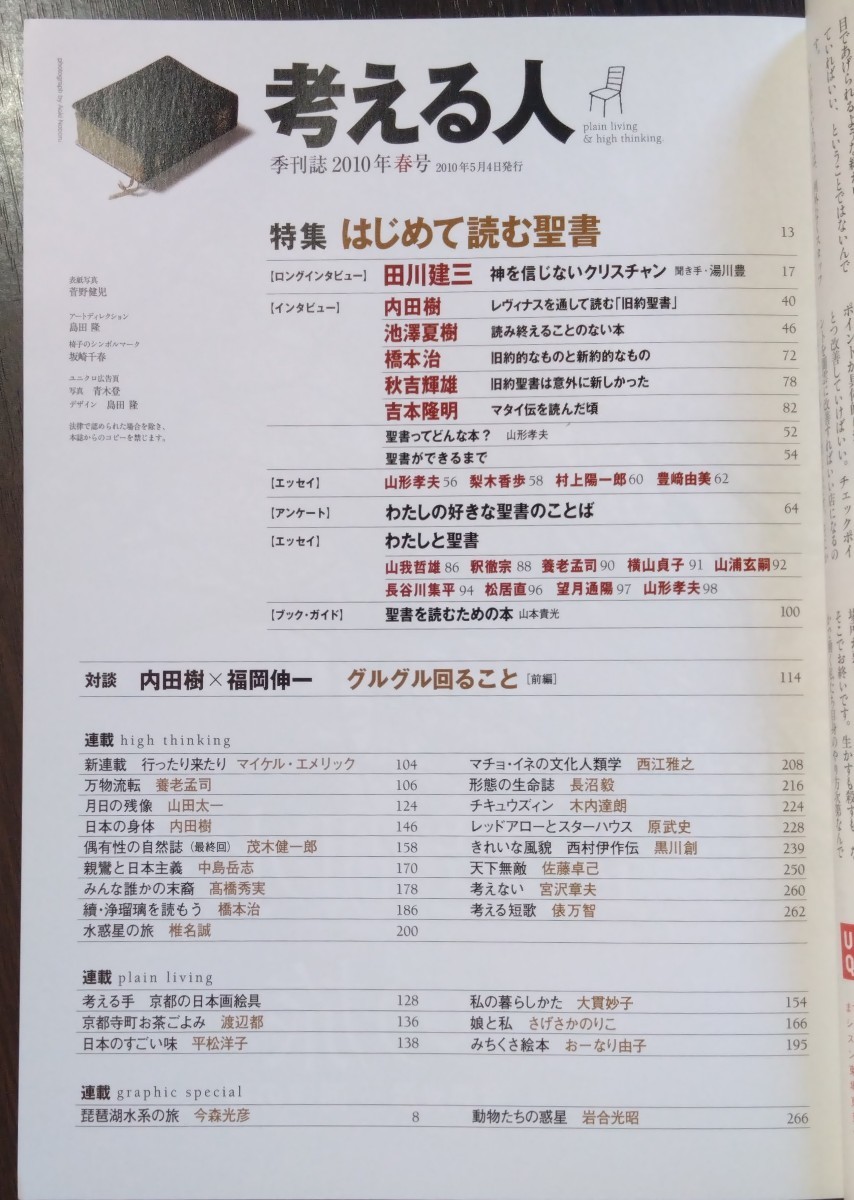 考える人
plain living
& high thinking.
季刊誌 2010年 春号 2010年5月4日発行
特集 はじめて読む聖書 13
【ロングインタビュー】 田川建三 神を信じないクリスチャン 聞き手・湯川豊 17
【インタビュー】 内田樹 レヴィナスを通して読む「旧約聖書」 40
池澤夏樹 読み終えることのない本 46
橋本治 旧約的なものと新約的なもの 72
秋吉輝雄 旧約聖書は意外に新しかった 78
吉本隆明 マタイ伝を読んだ頃 82
聖書ってどんな本? 山形孝夫 52
聖書ができるまで 54
【エッセイ】 山形孝夫 56 梨木香歩 58 村上陽一郎 60 豊﨑由美 62
【アンケート】 わたしの好きな聖書のことば 64
【エッセイ】 わたしと聖書
山我哲雄 86 釈徹宗 88 養老孟司 90 横山貞子 91 山浦玄嗣 92
長谷川集平 94 松居直 96 望月通陽 97 山形孝夫 98
【ブック・ガイド】 聖書を読むための本 山本貴光 100
表紙写真
菅野健児
アートディレクション
島田 隆
椅子のシンボルマーク
坂崎千春
ユニクロ広告頁
写真 青木登
デザイン 島田 隆
法律で認められた場合を除き、
本誌からのコピーを禁じます。
対談 内田樹×福岡伸一 グルグル回ること [前編] 114
連載 high thinking
新連載 行ったり来たり マイケル・エメリック 104
万物流転 養老孟司 106
月日の残像 山田太一 124
日本の身体 内田樹 146
偶有性の自然誌(最終回) 茂木健一郎 158
親鸞と日本主義 中島岳志 170
みんな誰かの末裔 髙橋秀実 178
續・浄瑠璃を読もう 橋本治 186
水惑星の旅 椎名誠 200
マチョ・イネの文化人類学 西江雅之 208
形態の生命誌 長沼毅 216
チキュウズィン 木内達朗 224
レッドアローとスターハウス 原武史 228
きれいな風貌 西村伊作伝 黒川創 239
天下無敵 佐藤卓己 250
考えない 宮沢章夫 260
考える短歌 俵万智 262
連載 plain living
考える手 京都の日本画絵具 128
京都寺町お茶ごよみ 渡辺都 136
日本のすごい味 平松洋子 138
私の暮らしかた 大貫妙子 154
娘と私 さげさかのりこ 166
みちくさ絵本 おーなり由子 195
連載 graphic special
琵琶湖水系の旅 今森光彦 8
動物たちの惑星 岩合光昭 266